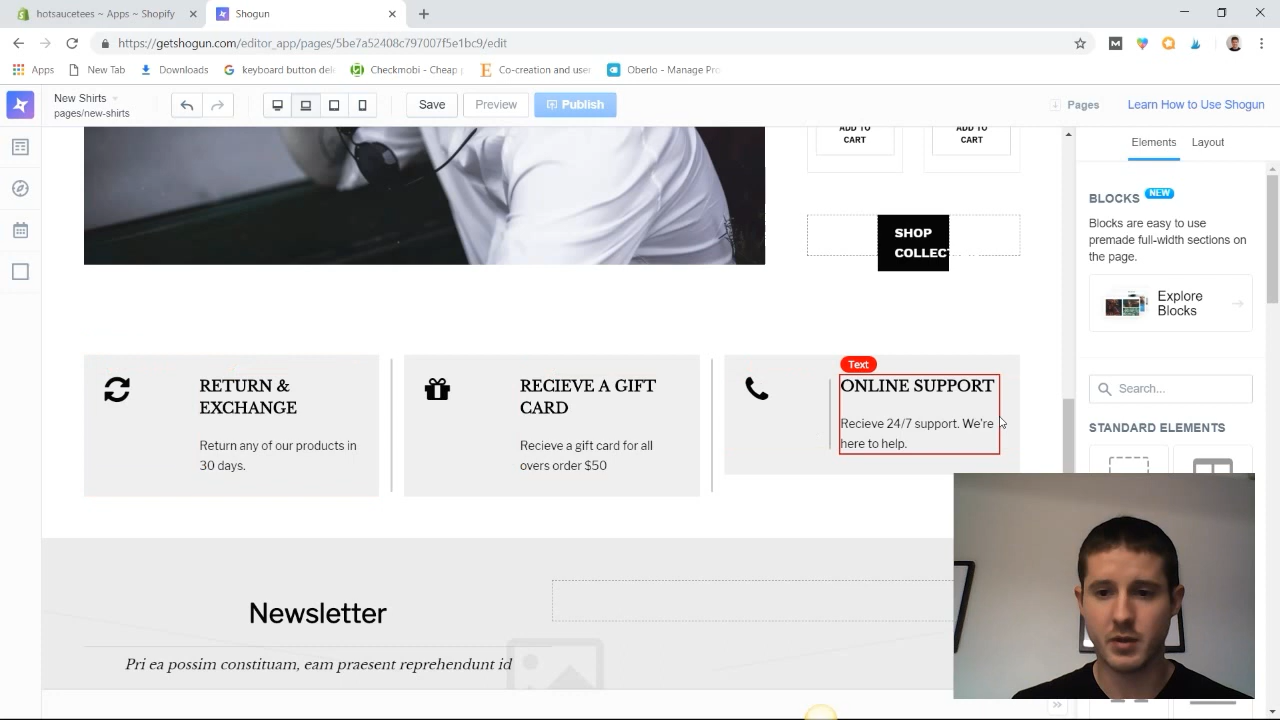 hotsaucetees ~ Apps ~ Shopify
Shogun
https://getshogun.com/editor_app/pages/5be7a52408c797007f5e1bc9/edit
M
Apps
New Tab
Downloads
keyboard button del
Checkmobi - Cheap
Co-creation and user
Oberlo - Manage Pro
New Shirts
pages/new-shirts
Save
Preview
Publish
Pages
Learn How to Use Shogun
ADD TO
CART
ADD TO
CART
SHOP
COLLEC
Elements
Layout
BLOCKS NEW
Blocks are easy to use
premade full-width sections on
the page.
Explore
Blocks
Search...
STANDARD ELEMENTS
RETURN &
EXCHANGE
Return any of our products in
30 days.
RECIEVE A GIFT
CARD
Recieve a gift card for all
overs order $50
Text
ONLINE SUPPORT
Recieve 24/7 support. We're
here to help.
Newsletter
Pri ea possim constituam, eam praesent reprehendunt id